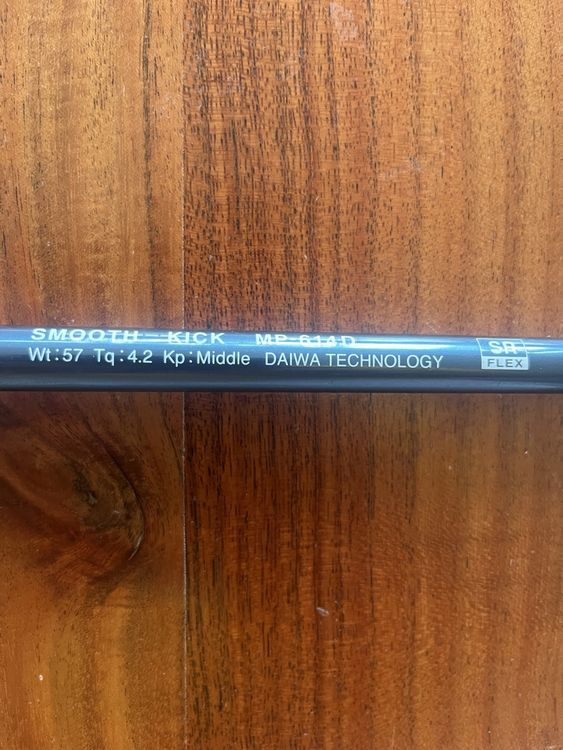 SMOOTH-KICK MP-614D
Wt:57 Tq:4.2 Kp:Middle DAIWA TECHNOLOGY
SR
FLEX